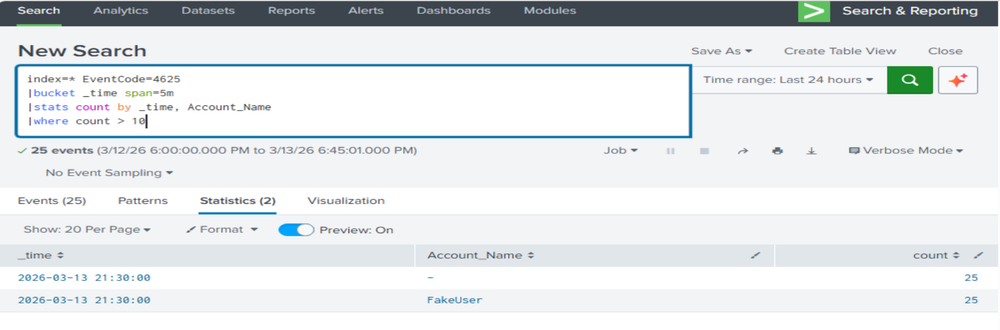 Search Analytics Datasets Reports Alerts Dashboards Modules Search & Reporting
New Search
Save As Create Table View Close
index=* EventCode=4625
|bucket _time span=5m
|stats count by _time, Account_Name
|where count > 10
Time range: Last 24 hours
25 events (3/12/26 6:00:00.000 PM to 3/13/26 6:45:01.000 PM)
Job Verbose Mode
No Event Sampling
Events (25) Patterns Statistics (2) Visualization
Show: 20 Per Page Format Preview: On
_time Account_Name count
2026-03-13 21:30:00 - 25
2026-03-13 21:30:00 FakeUser 25